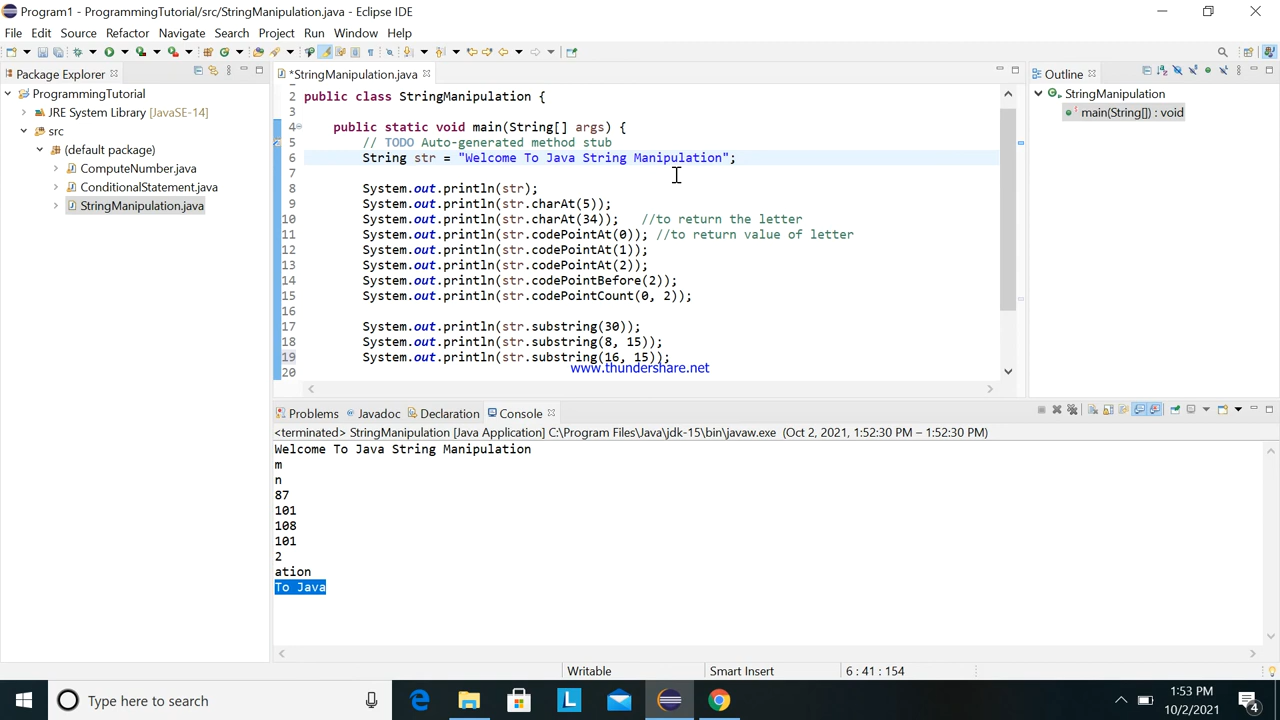 Program1 - ProgrammingTutorial/src/StringManipulation.java - Eclipse IDE
File Edit Source Refactor Navigate Search Project Run Window Help
Package Explorer
*StringManipulation.java
Outline
ProgrammingTutorial
JRE System Library [JavaSE-14]
src
(default package)
ComputeNumber.java
ConditionalStatement.java
StringManipulation.java
2 public class StringManipulation {
3
4 public static void main(String[] args) {
5 // TODO Auto-generated method stub
6 String str = "Welcome To Java String Manipulation";
7
8 System.out.println(str);
9 System.out.println(str.charAt(5));
10 System.out.println(str.charAt(34)); //to return the letter
11 System.out.println(str.codePointAt(0)); //to return value of letter
12 System.out.println(str.codePointAt(1));
13 System.out.println(str.codePointAt(2));
14 System.out.println(str.codePointBefore(2));
15 System.out.println(str.codePointCount(0, 2));
16
17 System.out.println(str.substring(30));
18 System.out.println(str.substring(8, 15));
19 System.out.println(str.substring(16, 15));
www.thundershare.net
20
StringManipulation
main(String[]) : void
Problems Javadoc Declaration Console
<terminated> StringManipulation [Java Application] C:\Program Files\Java\jdk-15\bin\javaw.exe (Oct 2, 2021, 1:52:30 PM – 1:52:30 PM)
Welcome To Java String Manipulation
m
n
87
101
108
101
2
ation
To Java
Writable Smart Insert 6 : 41 : 154
Type here to search
1:53 PM
10/2/2021
4